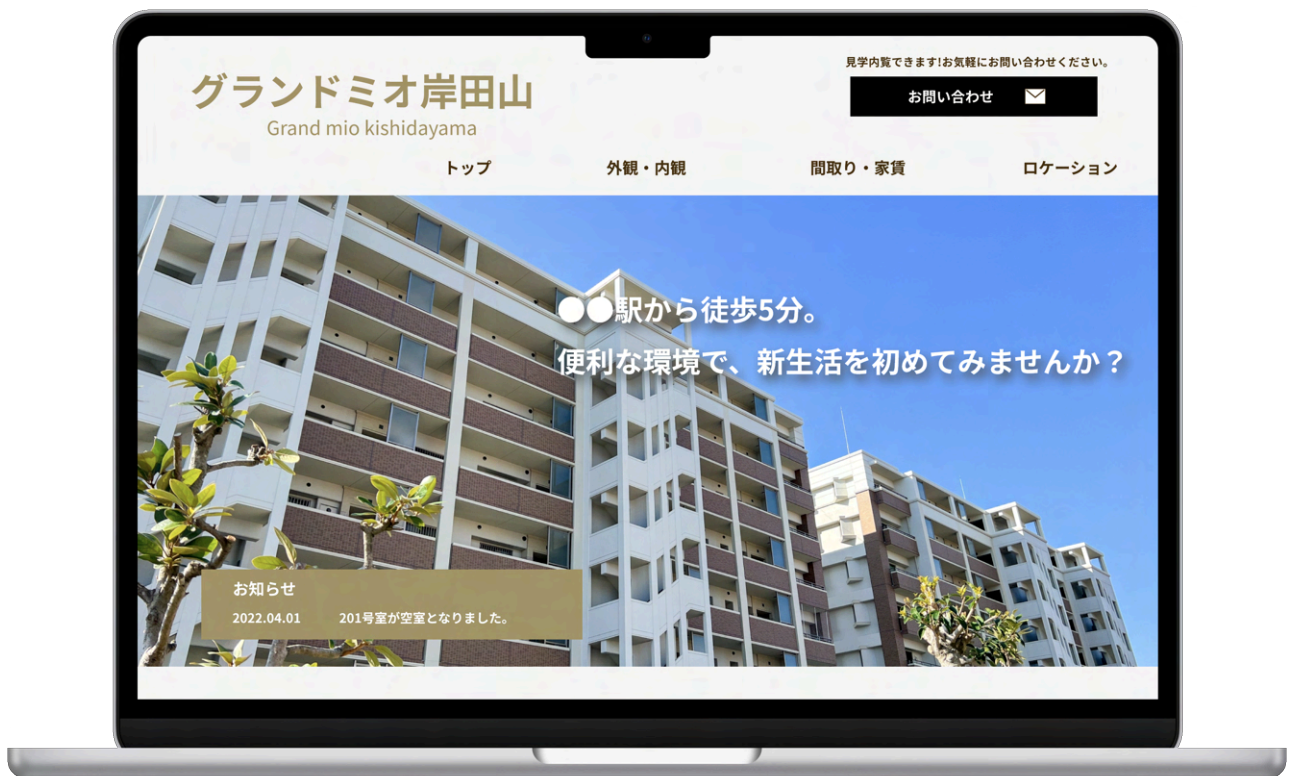 グランドミオ岸田山
Grand mio kishidayama
見学内覧できます!お気軽にお問い合わせください。
お問い合わせ
トップ 外観・内観 間取り・家賃 ロケーション
●●駅から徒歩5分。
便利な環境で、新生活を初めてみませんか？
お知らせ
2022.04.01 201号室が空室となりました。